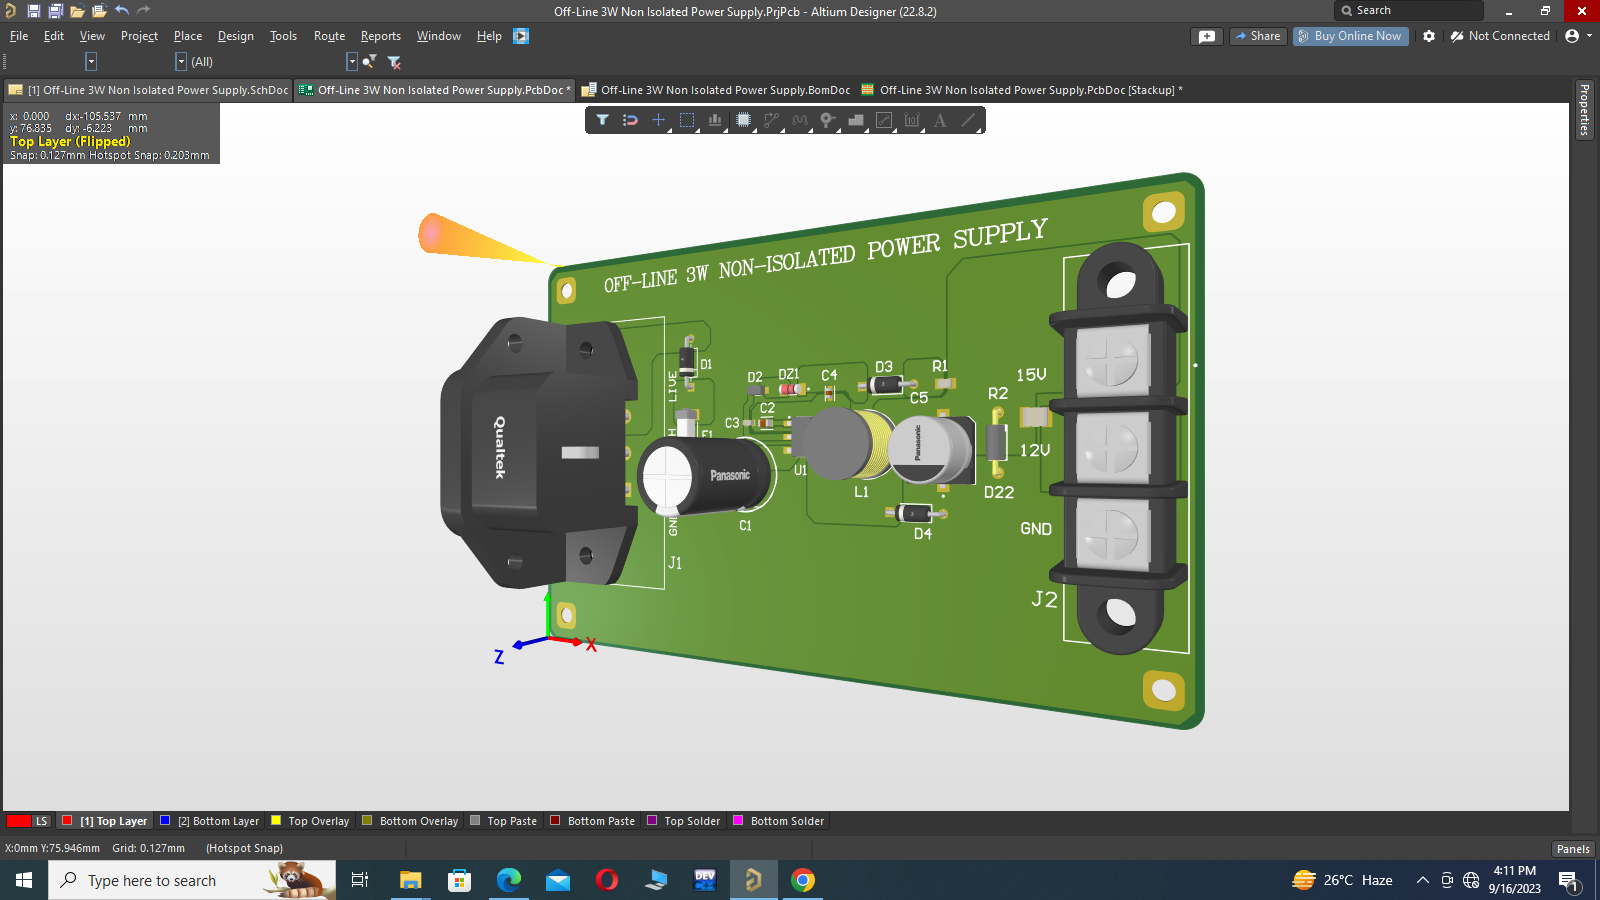 Off-Line 3W Non Isolated Power Supply.PrjPcb - Altium Designer (22.8.2)
Search
File Edit View Project Place Design Tools Route Reports Window Help
Share
Buy Online Now
Not Connected
(All)
[1] Off-Line 3W Non Isolated Power Supply.SchDoc
Off-Line 3W Non Isolated Power Supply.PcbDoc *
Off-Line 3W Non Isolated Power Supply.BomDoc
Off-Line 3W Non Isolated Power Supply.PcbDoc [Stackup] *
Properties
x: 0.000 dx:-105.537 mm
y: 76.835 dy: -6.223 mm
Top Layer (Flipped)
Snap: 0.127mm Hotspot Snap: 0.203mm
OFF-LINE 3W NON-ISOLATED POWER SUPPLY
D1
D2
DZ1
C4
D3
R1
15V
LIVE
C3
C2
C5
R2
F1
Qualtek
Panasonic
Panasonic
U1
12V
L1
D22
GND
C1
D4
GND
J1
J2
Z
X
LS
[1] Top Layer
[2] Bottom Layer
Top Overlay
Bottom Overlay
Top Paste
Bottom Paste
Top Solder
Bottom Solder
X:0mm Y:75.946mm Grid: 0.127mm (Hotspot Snap)
Panels
Type here to search
DEV
26°C Haze
4:11 PM
9/16/2023
1